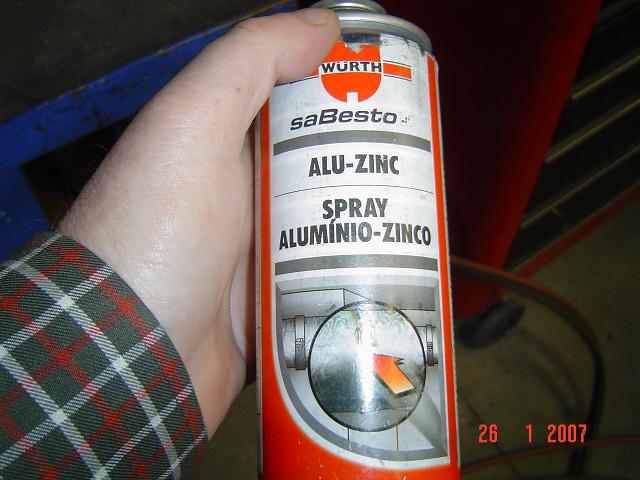 WÜRTH
saBesto
ALU-ZINC
SPRAY
ALUMÍNIO-ZINCO
26 1 2007